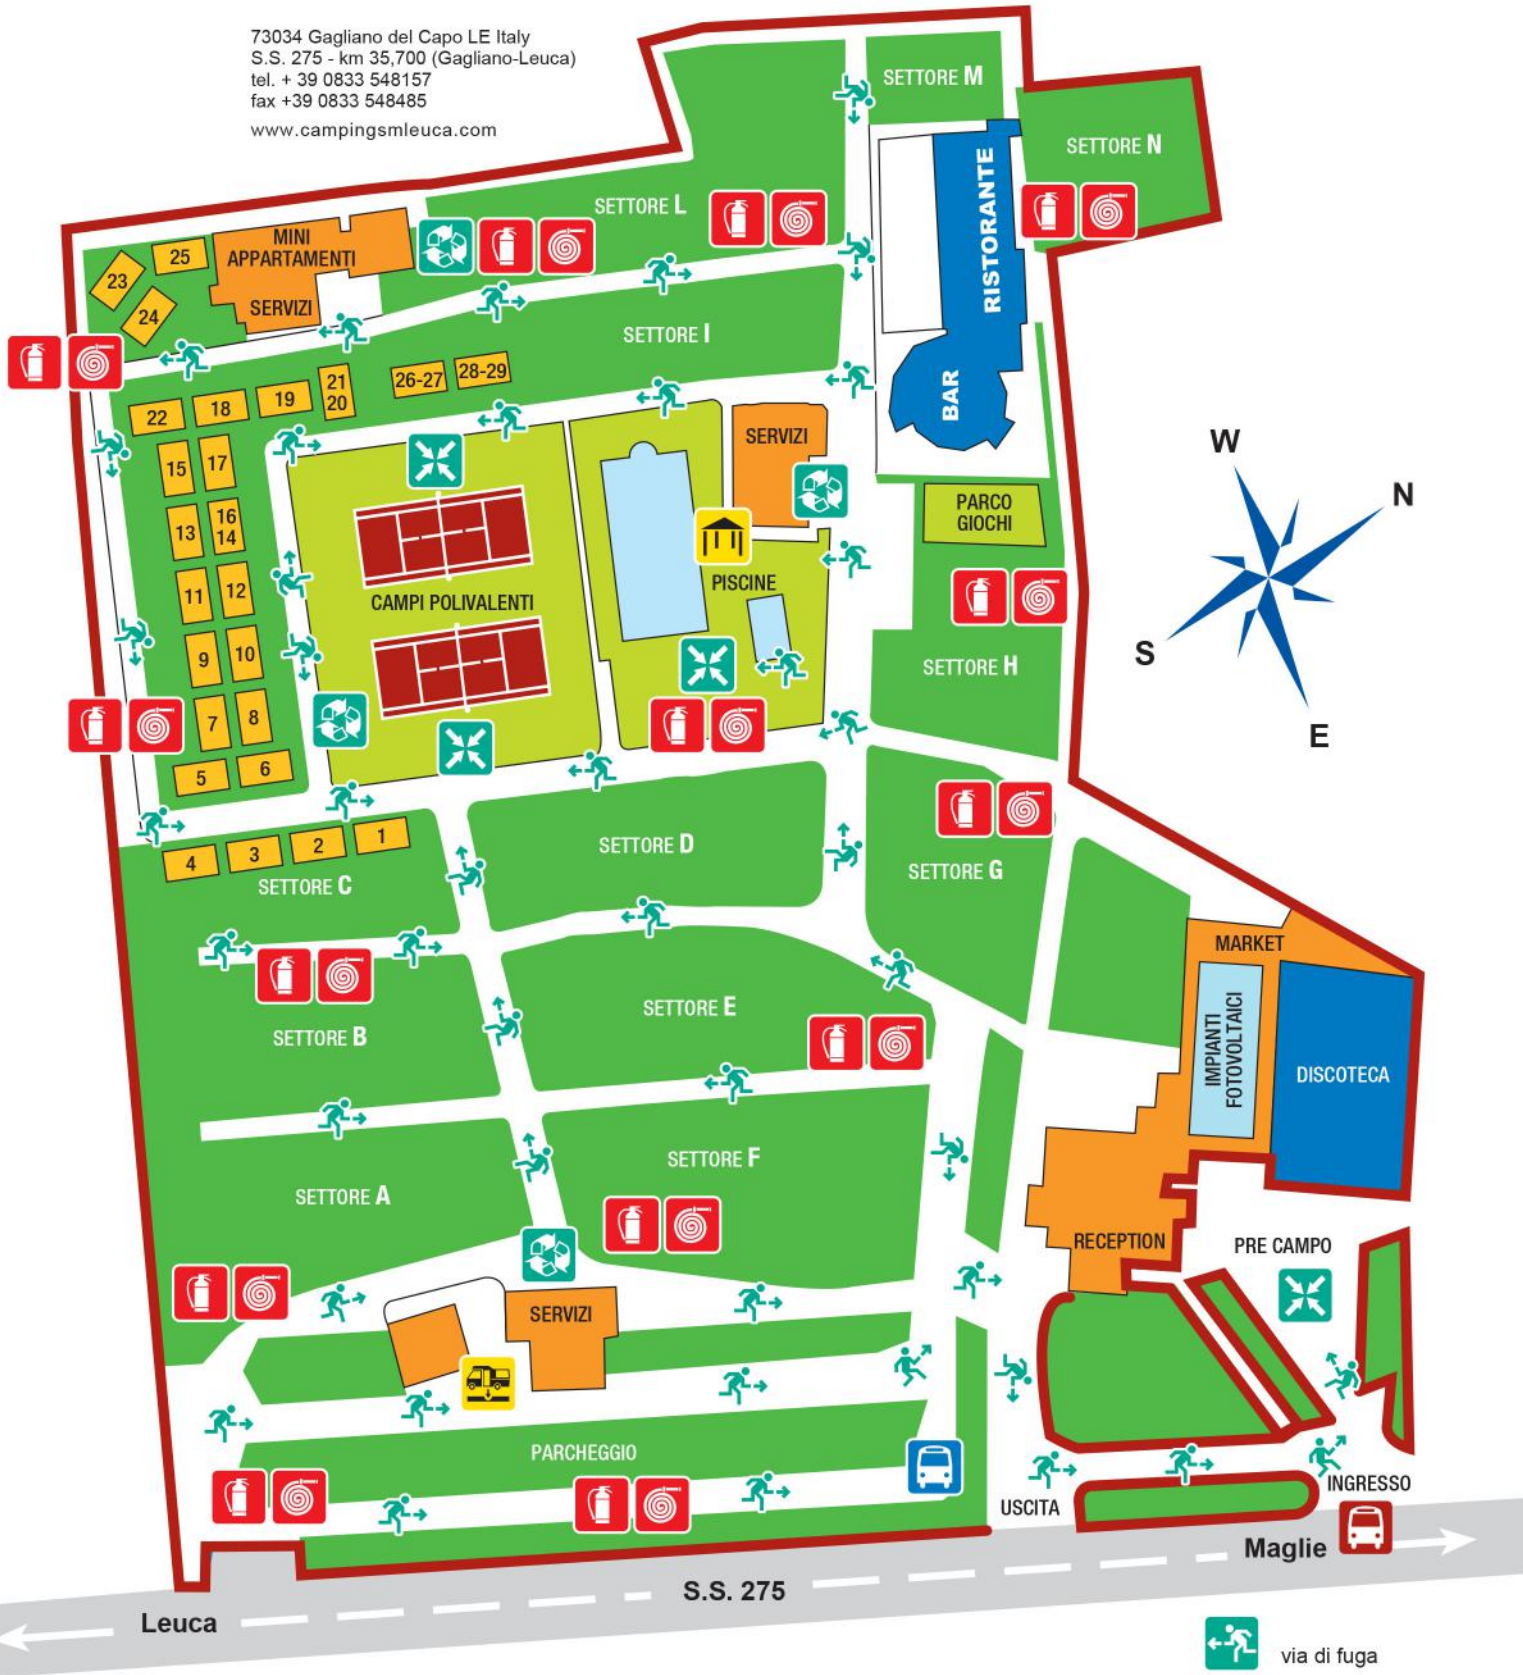 73034 Gagliano del Capo LE Italy
S.S. 275 - km 35,700 (Gagliano-Leuca)
tel. + 39 0833 548157
fax +39 0833 548485
www.campingsmleuca.com
SETTORE M
SETTORE N
SETTORE L
RISTORANTE
BAR
MINI
APPARTAMENTI
SERVIZI
25
23
24
SETTORE I
21
20
26-27
28-29
22
18
19
15
17
13
16
14
11
12
9
10
7
8
5
6
SERVIZI
PARCO
GIOCHI
PISCINE
CAMPI POLIVALENTI
W
N
S
E
SETTORE H
4
3
2
1
SETTORE C
SETTORE D
SETTORE G
MARKET
IMPIANTI
FOTOVOLTAICI
DISCOTECA
SETTORE B
SETTORE E
SETTORE A
SETTORE F
RECEPTION
PRE CAMPO
SERVIZI
PARCHEGGIO
USCITA
INGRESSO
Maglie
S.S. 275
Leuca
via di fuga